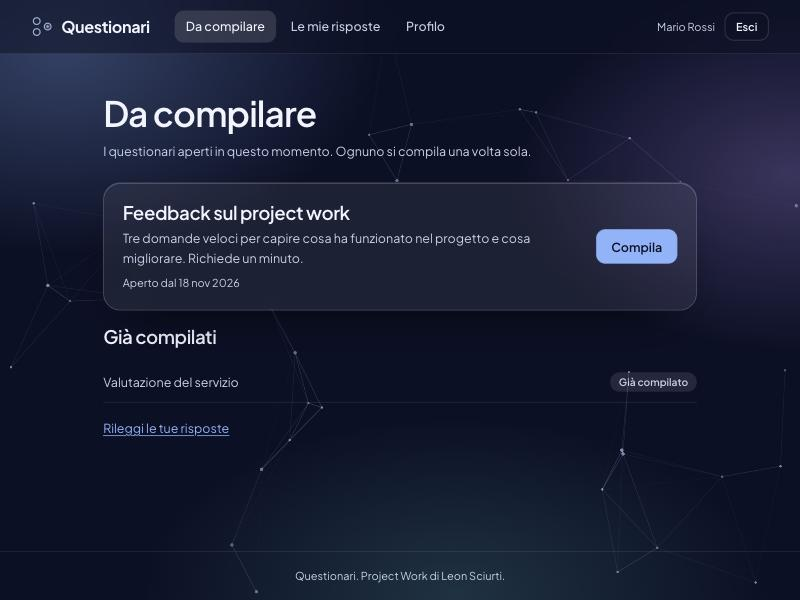 Questionari
Da compilare
Le mie risposte
Profilo
Mario Rossi
Esci
Da compilare
I questionari aperti in questo momento. Ognuno si compila una volta sola.
Feedback sul project work
Tre domande veloci per capire cosa ha funzionato nel progetto e cosa
migliorare. Richiede un minuto.
Aperto dal 18 nov 2026
Compila
Già compilati
Valutazione del servizio
Già compilato
Rileggi le tue risposte
Questionari. Project Work di Leon Sciurti.